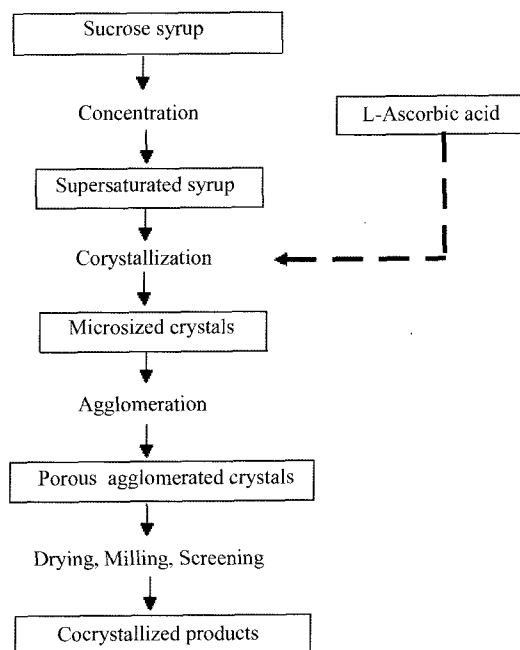 Sucrose syrup
Concentration
L-Ascorbic acid
Supersaturated syrup
Corystallization
Microsized crystals
Agglomeration
Porous agglomerated crystals
Drying, Milling, Screening
Cocrystallized products